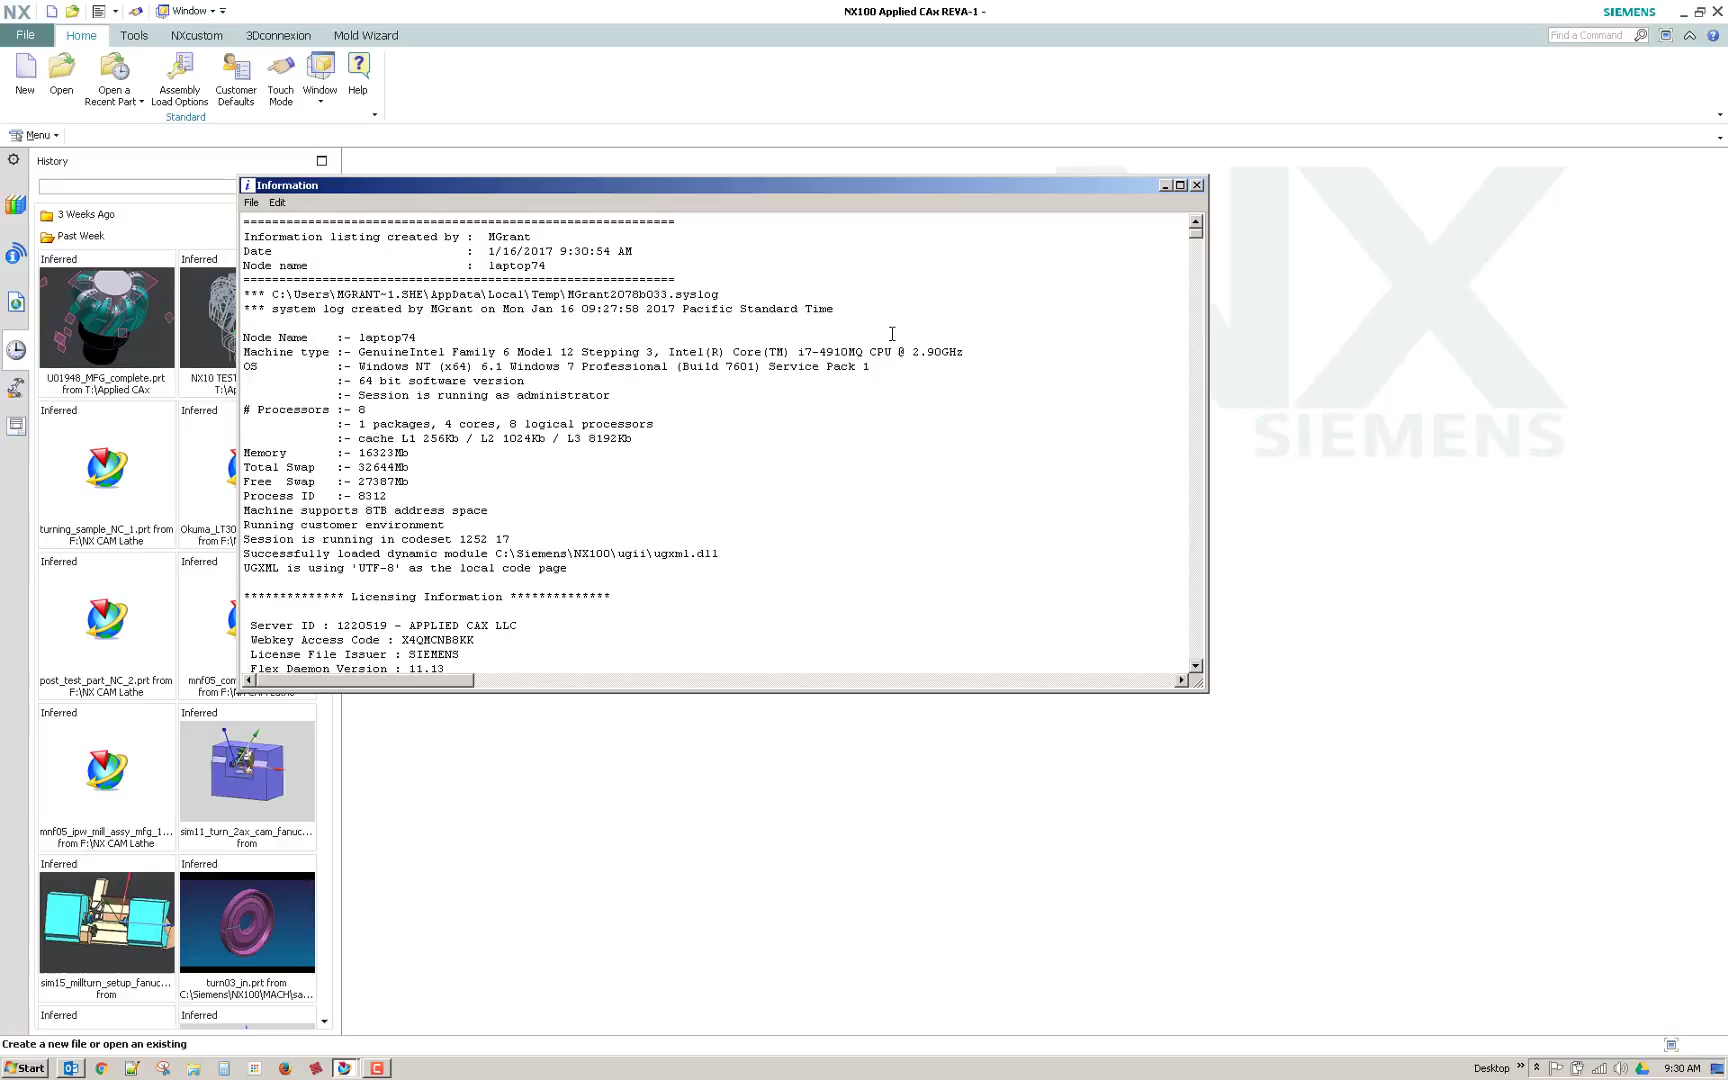 NX
Window
NX100 Applied CAx REVA-1 -
SIEMENS
File
Home
Tools
NXcustom
3Dconnexion
Mold Wizard
Find a Command
New
Open
Open a
Recent Part
Assembly
Load Options
Customer
Defaults
Touch
Mode
Window
Help
Standard
Menu
History
3 Weeks Ago
Past Week
Inferred
Inferred
U01948_MFG_complete.prt
from T:\Applied CAx
NX10 TEST
T:\Ap
Inferred
Inferred
turning_sample_NC_1.prt from
F:\NX CAM Lathe
Okuma_LT30
F:\
Inferred
Inferred
post_test_part_NC_2.prt from
F:\NX CAM Lathe
mnf05_con
from F:\
Inferred
Inferred
mnf05_ipw_mill_assy_mfg_1...
from F:\NX CAM Lathe
sim11_turn_2ax_cam_fanuc...
from
Inferred
Inferred
sim15_millturn_setup_fanuc...
from
turn03_in.prt from
C:\Siemens\NX100\MACH\sa...
Inferred
Inferred
Information
File Edit
============================================================
Information listing created by : MGrant
Date : 1/16/2017 9:30:54 AM
Node name : laptop74
============================================================
*** C:\Users\MGRANT~1.SHE\AppData\Local\Temp\MGrant2078b033.syslog
*** system log created by MGrant on Mon Jan 16 09:27:58 2017 Pacific Standard Time
Node Name :- laptop74
Machine type :- GenuineIntel Family 6 Model 12 Stepping 3, Intel(R) Core(TM) i7-4910MQ CPU @ 2.90GHz
OS :- Windows NT (x64) 6.1 Windows 7 Professional (Build 7601) Service Pack 1
:- 64 bit software version
:- Session is running as administrator
# Processors :- 8
:- 1 packages, 4 cores, 8 logical processors
:- cache L1 256Kb / L2 1024Kb / L3 8192Kb
Memory :- 16323Mb
Total Swap :- 32644Mb
Free Swap :- 27387Mb
Process ID :- 8312
Machine supports 8TB address space
Running customer environment
Session is running in codeset 1252 17
Successfully loaded dynamic module C:\Siemens\NX100\ugii\ugxml.dll
UGXML is using 'UTF-8' as the local code page
************** Licensing Information **************
Server ID : 1220519 - APPLIED CAX LLC
Webkey Access Code : X4QMCNB8KK
License File Issuer : SIEMENS
Flex Daemon Version : 11.13
NX
SIEMENS
Create a new file or open an existing
Start
Desktop
9:30 AM